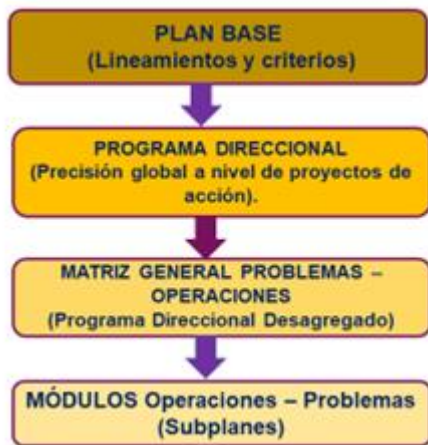 PLAN BASE
(Lineamientos y criterios)
PROGRAMA DIRECCIONAL
(Precisión global a nivel de proyectos de
acción).
MATRIZ GENERAL PROBLEMAS –
OPERACIONES
(Programa Direccional Desagregado)
MÓDULOS Operaciones – Problemas
(Subplanes)